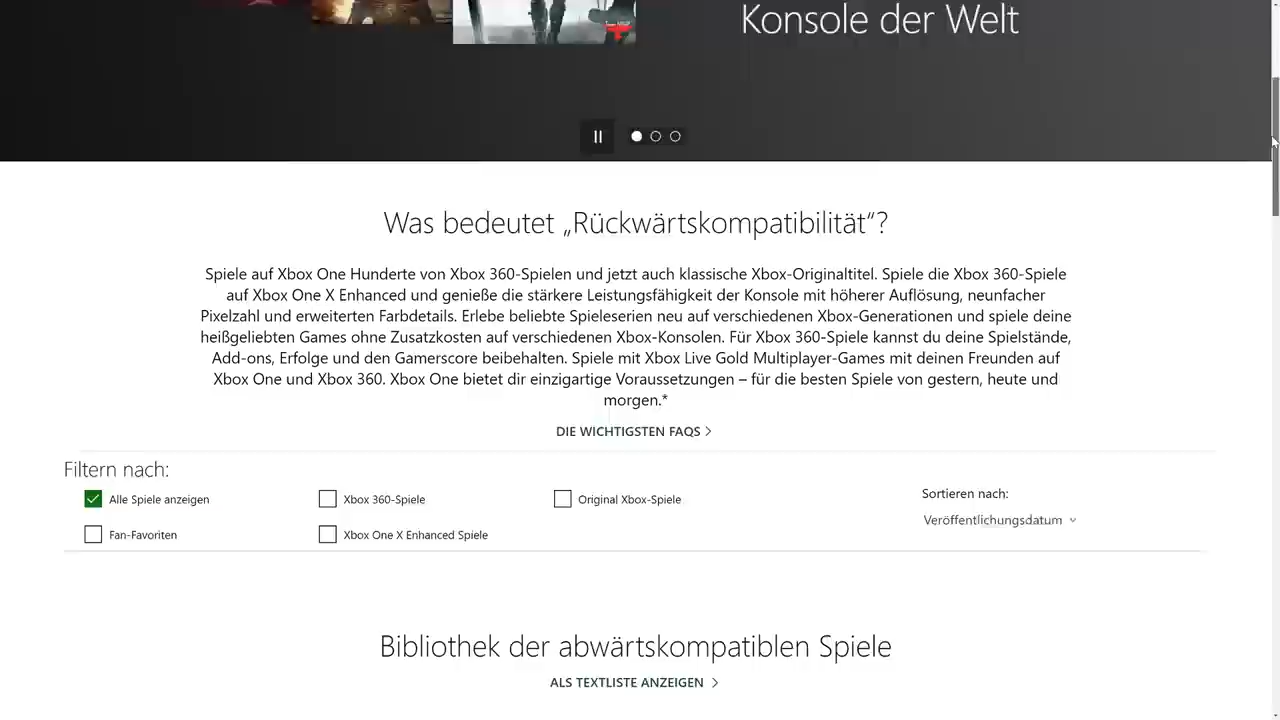 Konsole der Welt
Was bedeutet „Rückwärtskompatibilität“?
Spiele auf Xbox One Hunderte von Xbox 360-Spielen und jetzt auch klassische Xbox-Originaltitel. Spiele die Xbox 360-Spiele
auf Xbox One X Enhanced und genieße die stärkere Leistungsfähigkeit der Konsole mit höherer Auflösung, neunfacher
Pixelzahl und erweiterten Farbdetails. Erlebe beliebte Spieleserien neu auf verschiedenen Xbox-Generationen und spiele deine
heißgeliebten Games ohne Zusatzkosten auf verschiedenen Xbox-Konsolen. Für Xbox 360-Spiele kannst du deine Spielstände,
Add-ons, Erfolge und den Gamerscore beibehalten. Spiele mit Xbox Live Gold Multiplayer-Games mit deinen Freunden auf
Xbox One und Xbox 360. Xbox One bietet dir einzigartige Voraussetzungen – für die besten Spiele von gestern, heute und
morgen.*
DIE WICHTIGSTEN FAQS
Filtern nach:
Alle Spiele anzeigen
Xbox 360-Spiele
Original Xbox-Spiele
Fan-Favoriten
Xbox One X Enhanced Spiele
Sortieren nach:
Veröffentlichungsdatum
Bibliothek der abwärtskompatiblen Spiele
ALS TEXTLISTE ANZEIGEN